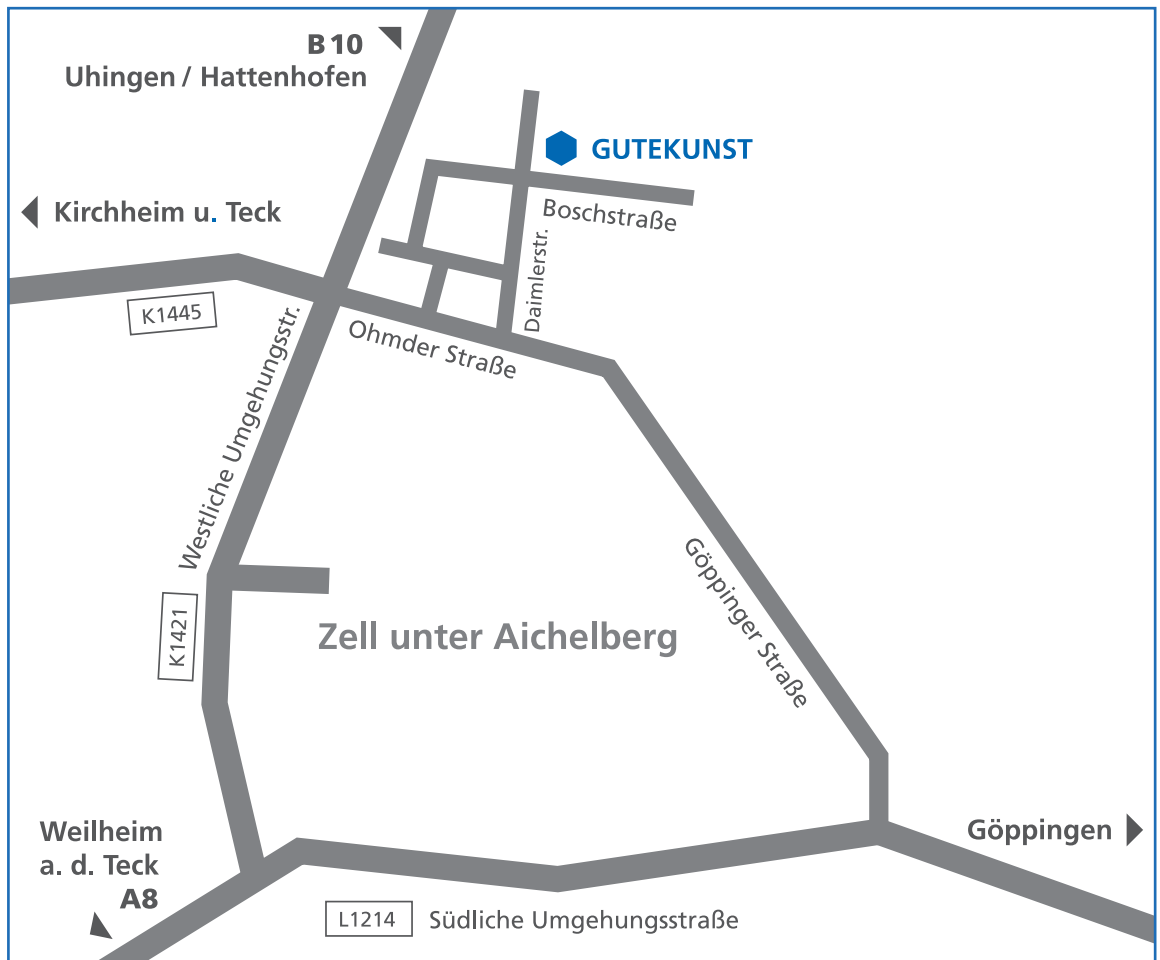 B 10
Uhingen / Hattenhofen
GUTEKUNST
Kirchheim u. Teck
Boschstraße
Daimlerstr.
K1445
Ohmder Straße
Westliche Umgehungsstr.
Göppinger Straße
K1421
Zell unter Aichelberg
Weilheim
a. d. Teck
A8
Göppingen
L1214
Südliche Umgehungsstraße